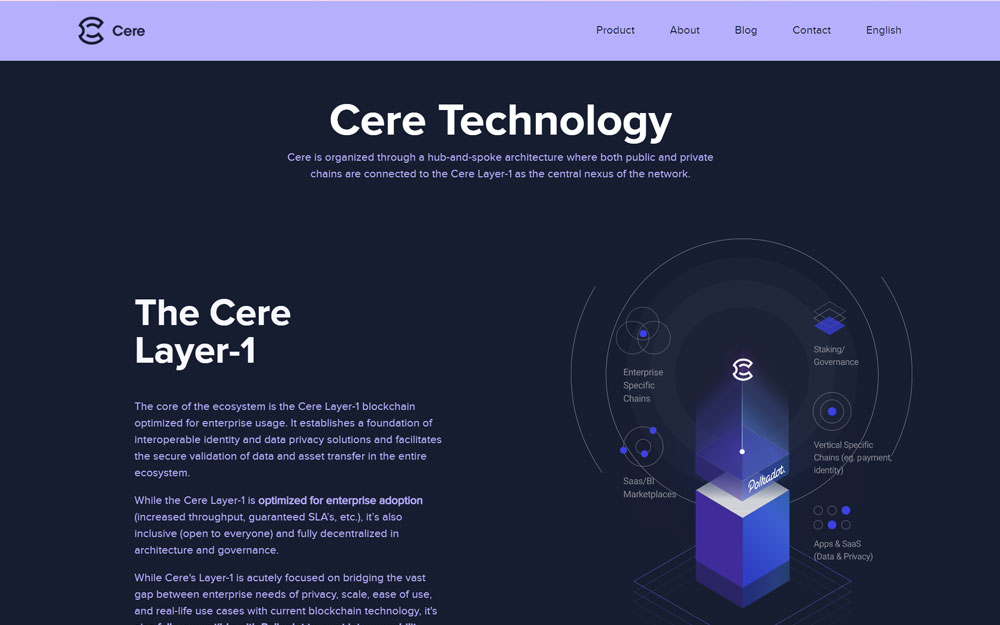 Cere
Product
About
Blog
Contact
English
Cere Technology
Cere is organized through a hub-and-spoke architecture where both public and private
chains are connected to the Cere Layer-1 as the central nexus of the network.
The Cere
Layer-1
The core of the ecosystem is the Cere Layer-1 blockchain
optimized for enterprise usage. It establishes a foundation of
interoperable identity and data privacy solutions and facilitates
the secure validation of data and asset transfer in the entire
ecosystem.
While the Cere Layer-1 is optimized for enterprise adoption
(increased throughput, guaranteed SLA's, etc.), it's also
inclusive (open to everyone) and fully decentralized in
architecture and governance.
While Cere's Layer-1 is acutely focused on bridging the vast
gap between enterprise needs of privacy, scale, ease of use,
and real-life use cases with current blockchain technology, it's
Enterprise
Specific
Chains
Saas/BI
Marketplaces
Polkadot.
Staking/
Governance
Vertical Specific
Chains (eg. payment,
identity)
Apps & SaaS
(Data & Privacy)